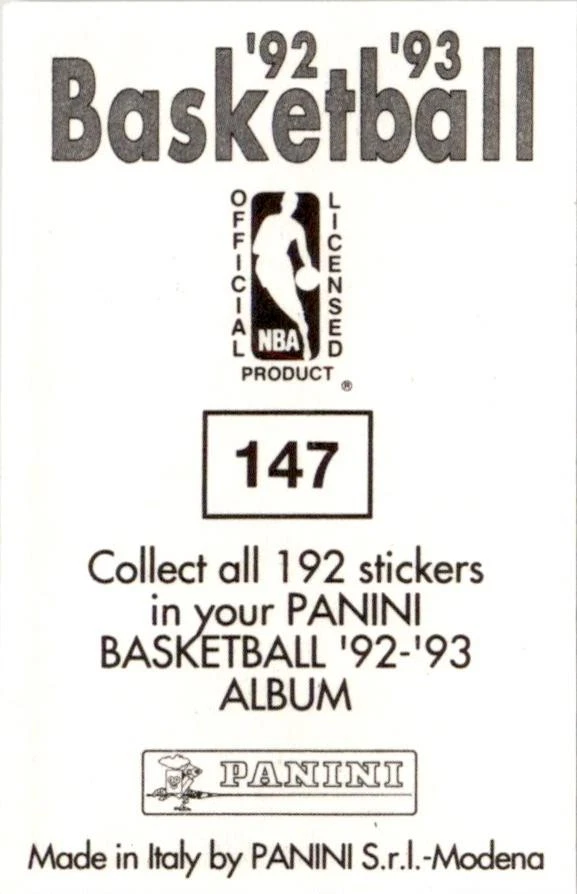 '92 '93
Basketball
OFFICIAL
LICENSED
NBA
PRODUCT ®
147
Collect all 192 stickers
in your PANINI
BASKETBALL '92-'93
ALBUM
PANINI
Made in Italy by PANINI S.r.l.-Modena